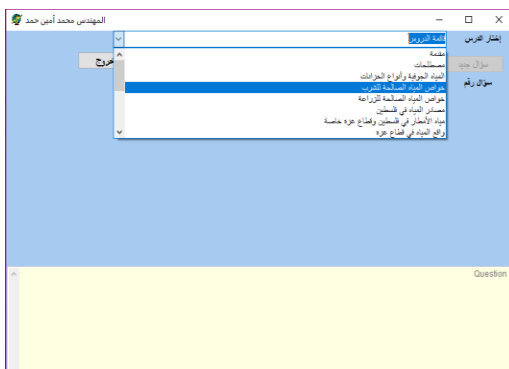 المهندس محمد أمين حمد
إختار الدرس
قائمة الدروس
مقدمة
مصطلحات
المياه الجوفية وأنواع الخزانات
خواص المياه الصالحة للشرب
خواص المياه الصالحة للزراعة
مصادر المياه في فلسطين
مياه الأمطار في فلسطين وقطاع غزه خاصة
واقع المياه في قطاع غزه
سؤال جديد
خروج
سؤال رقم
Question